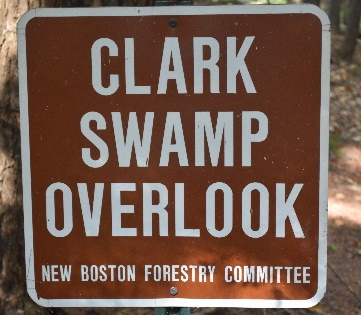 CLARK
SWAMP
OVERLOOK
NEW BOSTON FORESTRY COMMITTEE